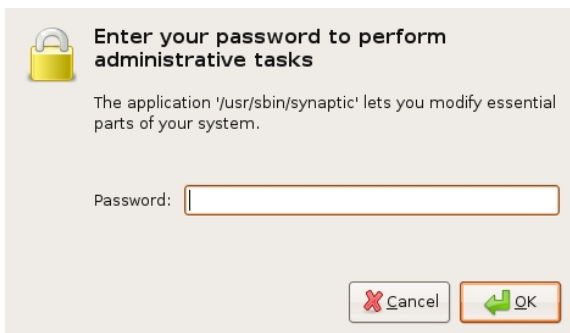 Enter your password to perform
administrative tasks
The application '/usr/sbin/synaptic' lets you modify essential
parts of your system.
Password:
Cancel
OK